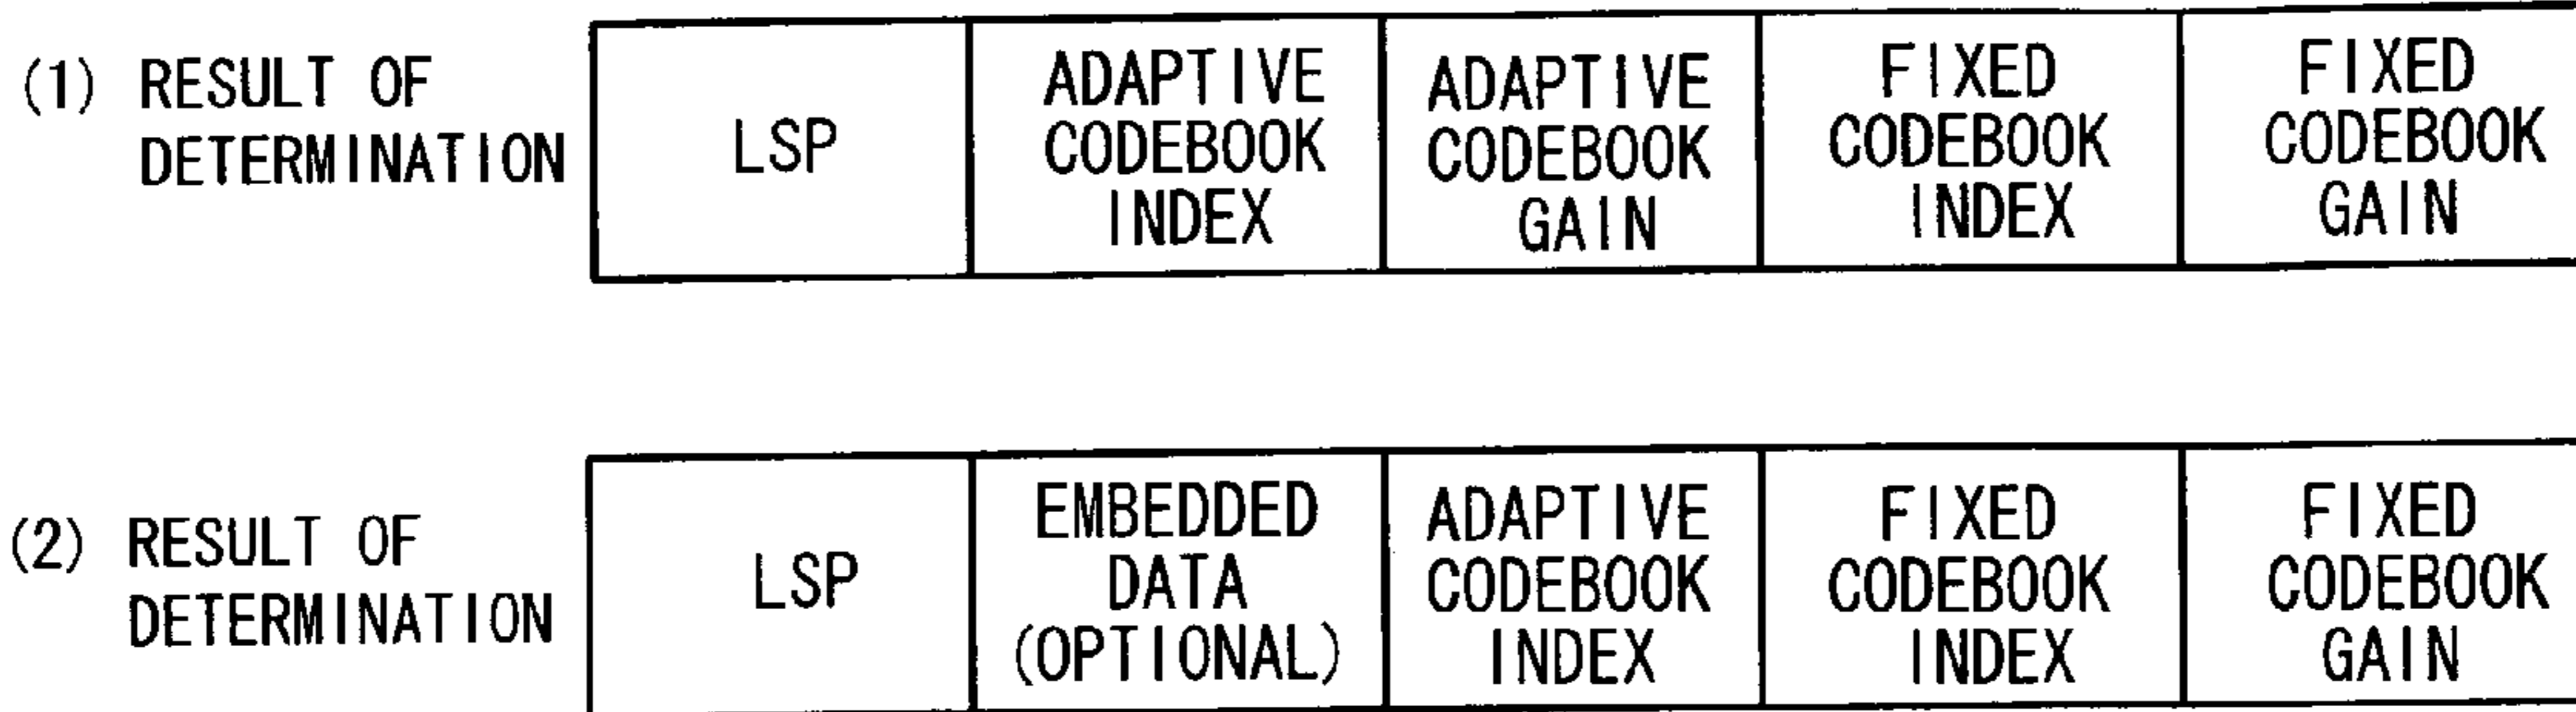 (1) RESULT OF
DETERMINATION
LSP
ADAPTIVE
CODEBOOK
INDEX
ADAPTIVE
CODEBOOK
GAIN
FIXED
CODEBOOK
INDEX
FIXED
CODEBOOK
GAIN
(2) RESULT OF
DETERMINATION
LSP
EMBEDDED
DATA
(OPTIONAL)
ADAPTIVE
CODEBOOK
INDEX
FIXED
CODEBOOK
INDEX
FIXED
CODEBOOK
GAIN